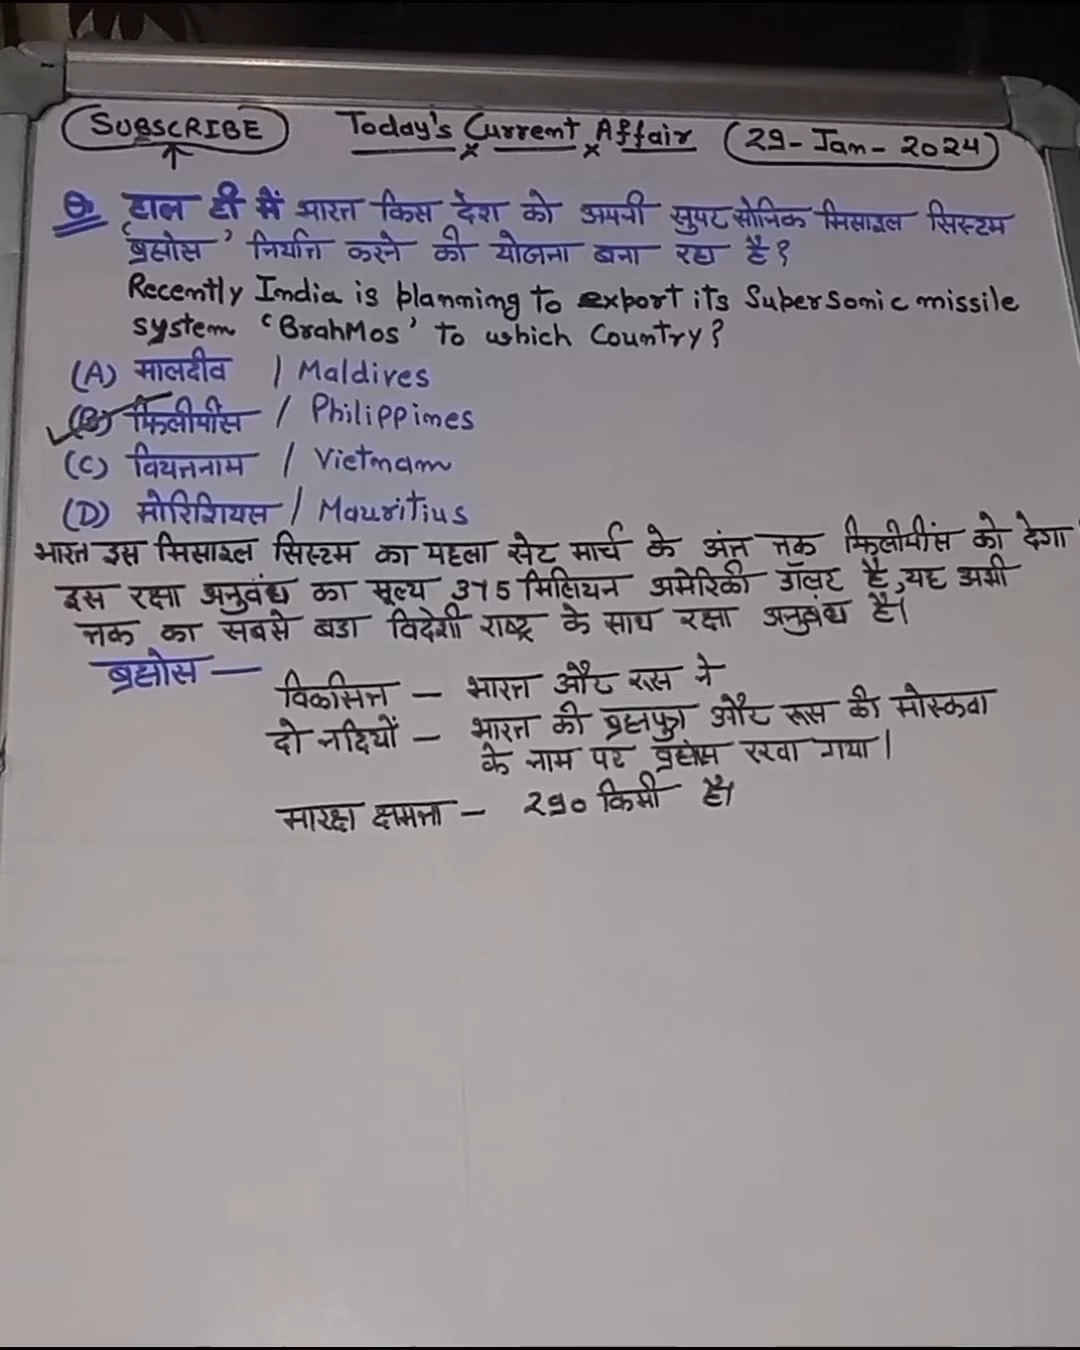 SUBSCRIBE Today's Current Affair (29-Jan-2024)
Q हाल ही में भारत किस देश को अपनी सुपरसोनिक मिसाइल सिस्टम
'ब्रह्मोस' निर्यात करने की योजना बना रहा है?
Recently India is planning to export its Supersonic missile
system 'BrahMos' to which Country?
(A) मालदीव / Maldives
(B) फिलीपींस / Philippines
(C) वियतनाम / Vietnam
(D) मोरिशियस / Mauritius
भारत इस मिसाइल सिस्टम का पहला सेट मार्च के अंत तक फिलीपींस को देगा
इस रक्षा अनुबंध का मूल्य 375 मिलियन अमेरिकी डॉलर है, यह अभी
तक का सबसे बडा विदेशी राष्ट्र के साथ रक्षा अनुबंध है।
ब्रह्मोस —
विकसित — भारत और रूस ने
दो नदियों — भारत की ब्रह्मपुत्रा और रूस की मोस्कवा
के नाम पर ब्रह्मोस रखा गया।
मारक क्षमता — 290 किमी है।